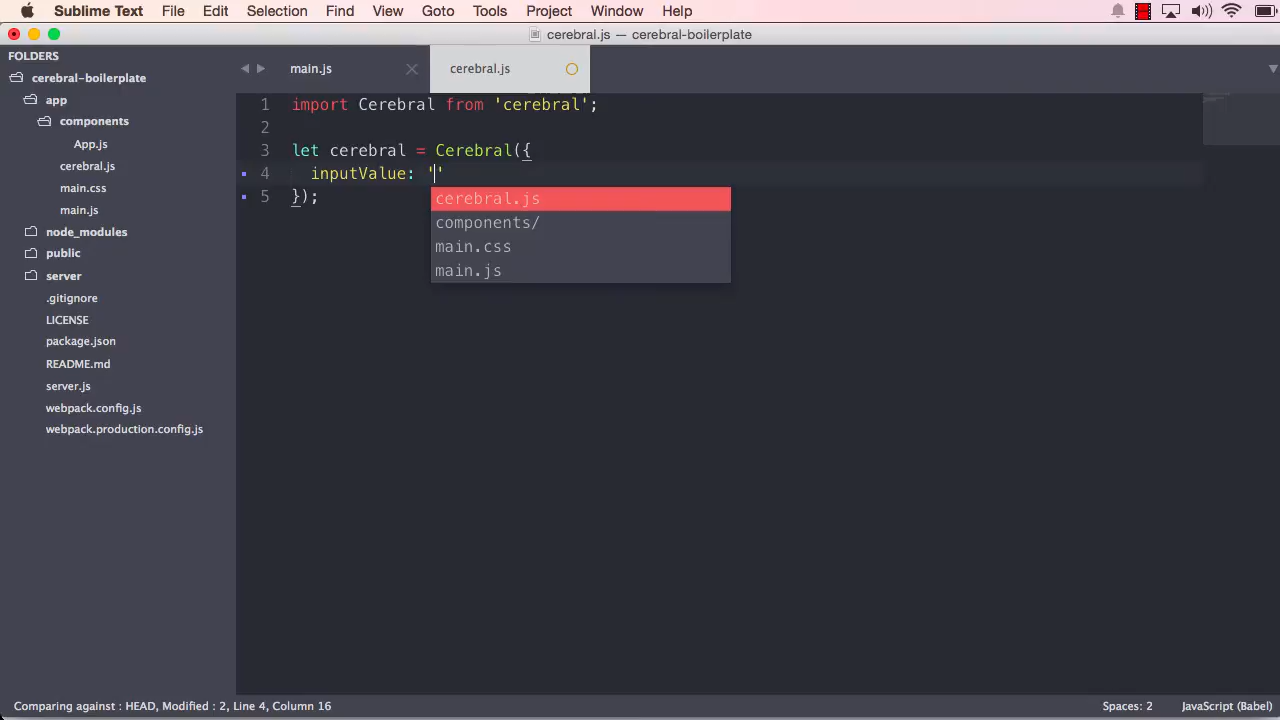 Sublime Text File Edit Selection Find View Goto Tools Project Window Help
cerebral.js — cerebral-boilerplate
FOLDERS
cerebral-boilerplate
app
components
App.js
cerebral.js
main.css
main.js
node_modules
public
server
.gitignore
LICENSE
package.json
README.md
server.js
webpack.config.js
webpack.production.config.js
main.js cerebral.js
1 import Cerebral from 'cerebral';
2
3 let cerebral = Cerebral({
4 inputValue: ''
5 });
cerebral.js
components/
main.css
main.js
Comparing against : HEAD, Modified : 2, Line 4, Column 16 Spaces: 2 JavaScript (Babel)